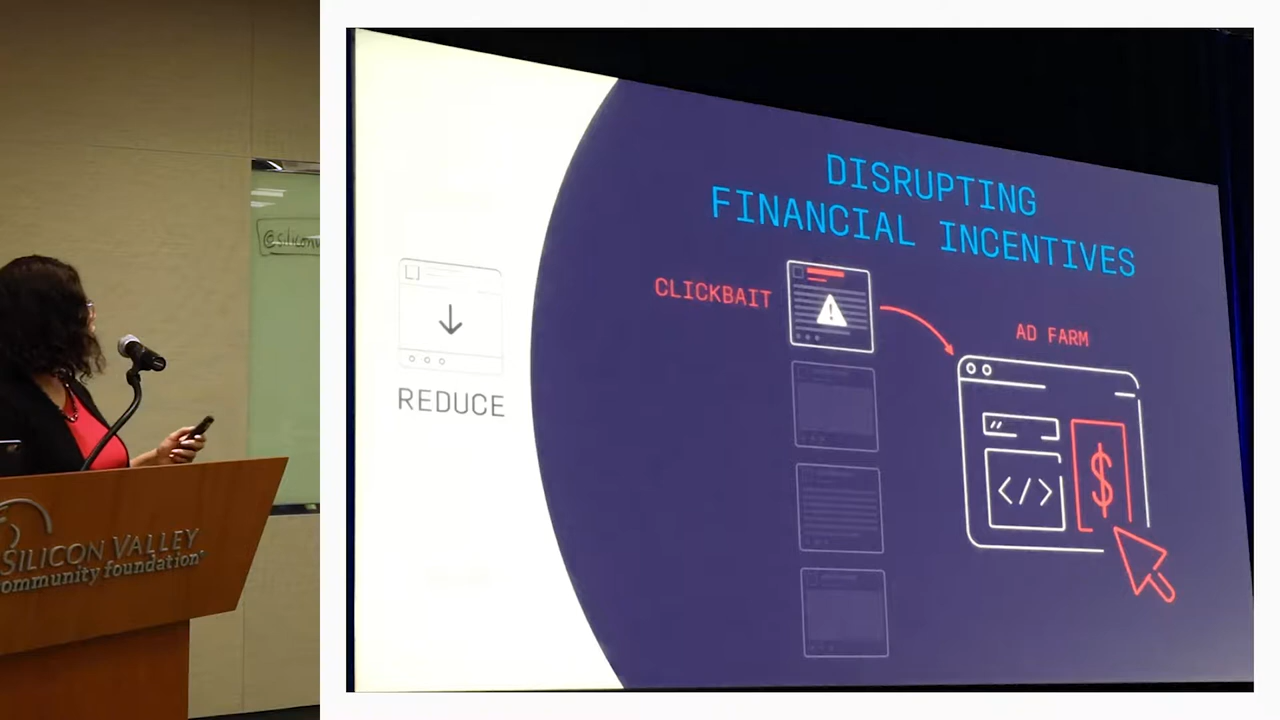 @silicon
SILICON VALLEY
community foundation®
REDUCE
DISRUPTING
FINANCIAL INCENTIVES
CLICKBAIT
!
AD FARM
//
</>
$